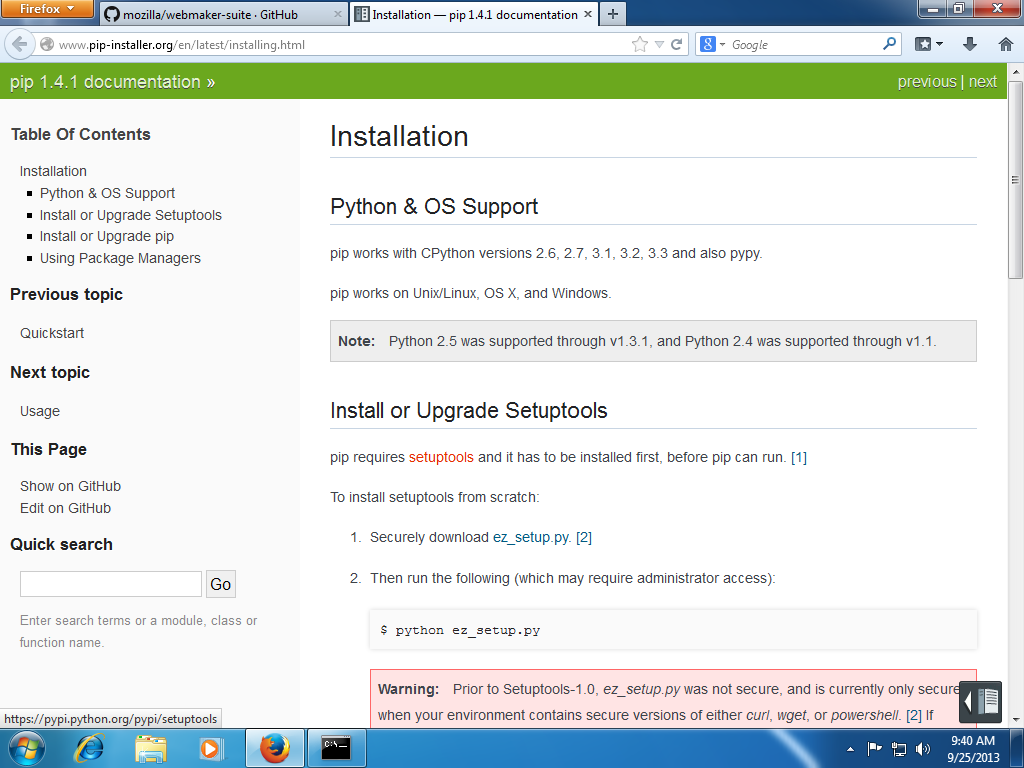 Firefox
mozilla/webmaker-suite · GitHub
Installation — pip 1.4.1 documentation
www.pip-installer.org/en/latest/installing.html
Google
pip 1.4.1 documentation »
previous | next
Table Of Contents
Installation
Python & OS Support
Install or Upgrade Setuptools
Install or Upgrade pip
Using Package Managers
Previous topic
Quickstart
Next topic
Usage
This Page
Show on GitHub
Edit on GitHub
Quick search
Go
Enter search terms or a module, class or
function name.
Installation
Python & OS Support
pip works with CPython versions 2.6, 2.7, 3.1, 3.2, 3.3 and also pypy.
pip works on Unix/Linux, OS X, and Windows.
Note: Python 2.5 was supported through v1.3.1, and Python 2.4 was supported through v1.1.
Install or Upgrade Setuptools
pip requires setuptools and it has to be installed first, before pip can run. [1]
To install setuptools from scratch:
1. Securely download ez_setup.py. [2]
2. Then run the following (which may require administrator access):
$ python ez_setup.py
Warning: Prior to Setuptools-1.0, ez_setup.py was not secure, and is currently only secure
when your environment contains secure versions of either curl, wget, or powershell. [2] If
https://pypi.python.org/pypi/setuptools
C:\_
9:40 AM
9/25/2013